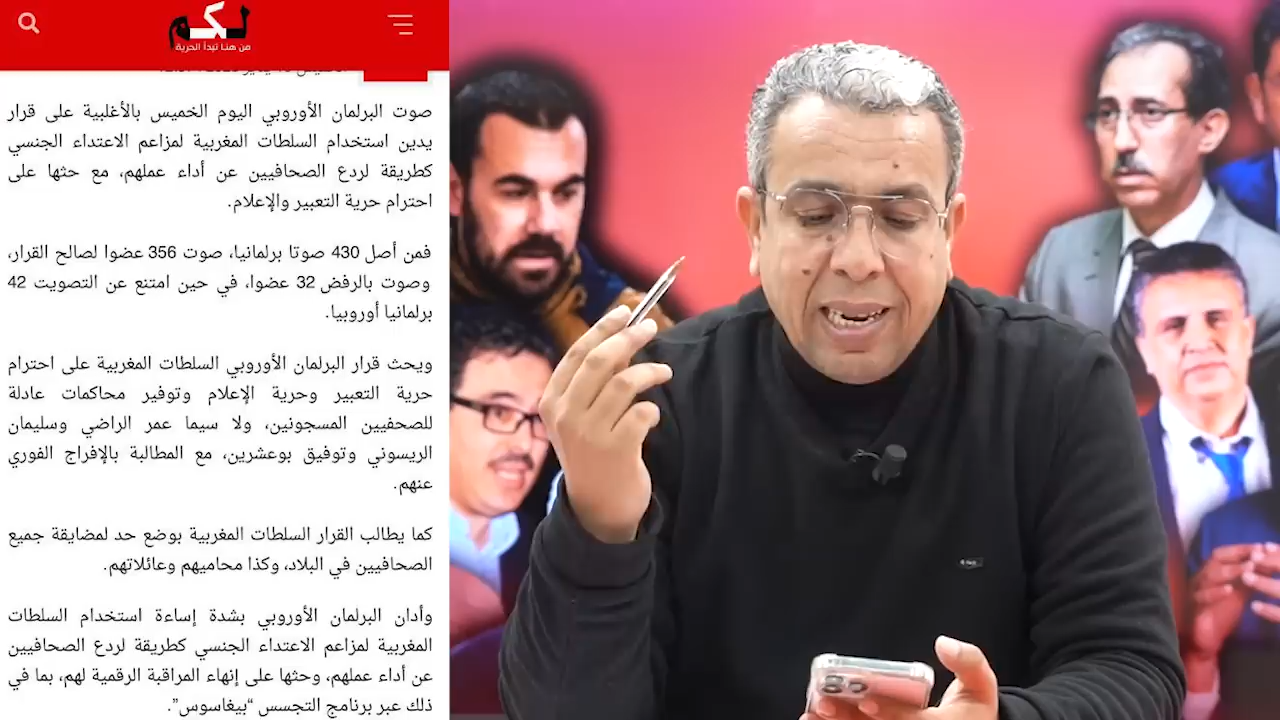 لكم
من هنا تبدأ الحرية
صوت البرلمان الأوروبي اليوم الخميس بالأغلبية على قرار
يدين استخدام السلطات المغربية لمزاعم الاعتداء الجنسي
كطريقة لردع الصحافيين عن أداء عملهم، مع حثها على
احترام حرية التعبير والإعلام.
فمن أصل 430 صوتا برلمانيا، صوت 356 عضوا لصالح القرار،
وصوت بالرفض 32 عضوا، في حين امتنع عن التصويت 42
برلمانيا أوروبيا.
ويحث قرار البرلمان الأوروبي السلطات المغربية على احترام
حرية التعبير وحرية الإعلام وتوفير محاكمات عادلة
للصحفيين المسجونين، ولا سيما عمر الراضي وسليمان
الريسوني وتوفيق بوعشرين، مع المطالبة بالإفراج الفوري
عنهم.
كما يطالب القرار السلطات المغربية بوضع حد لمضايقة جميع
الصحافيين في البلاد، وكذا محاميهم وعائلاتهم.
وأدان البرلمان الأوروبي بشدة إساءة استخدام السلطات
المغربية لمزاعم الاعتداء الجنسي كطريقة لردع الصحافيين
عن أداء عملهم، وحثها على إنهاء المراقبة الرقمية لهم، بما في
ذلك عبر برنامج التجسس “بيغاسوس”.